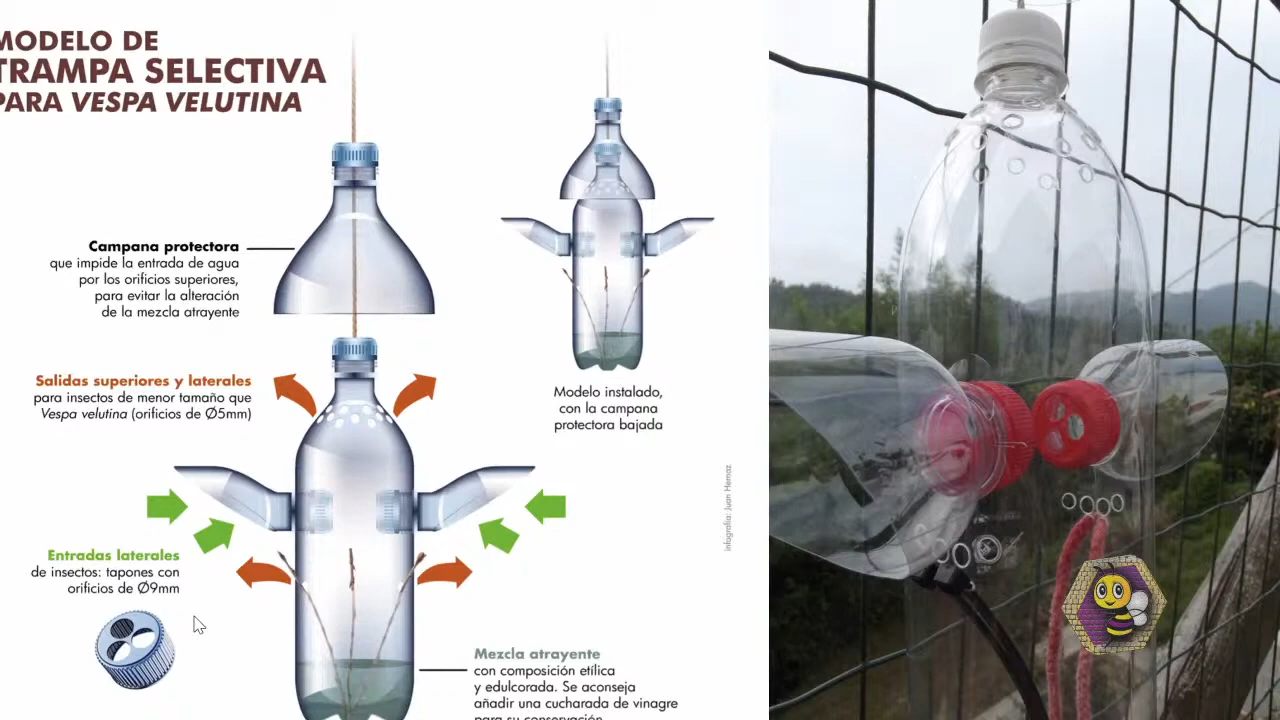 MODELO DE
TRAMPA SELECTIVA
PARA VESPA VELUTINA
Campana protectora
que impide la entrada de agua
por los orificios superiores,
para evitar la alteración
de la mezcla atrayente
Salidas superiores y laterales
para insectos de menor tamaño que
Vespa velutina (orificios de Ø5mm)
Entradas laterales
de insectos: tapones con
orificios de Ø9mm
Modelo instalado,
con la campana
protectora bajada
infografía: Juan Hernaz
Mezcla atrayente
con composición etílica
y edulcorada. Se aconseja
añadir una cucharada de vinagre
para su conservación